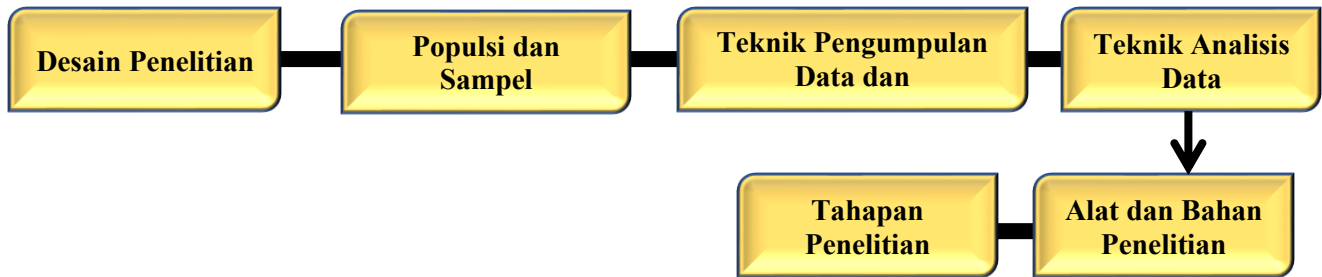 Desain Penelitian
Populsi dan
Sampel
Teknik Pengumpulan
Data dan
Teknik Analisis
Data
Alat dan Bahan
Penelitian
Tahapan
Penelitian